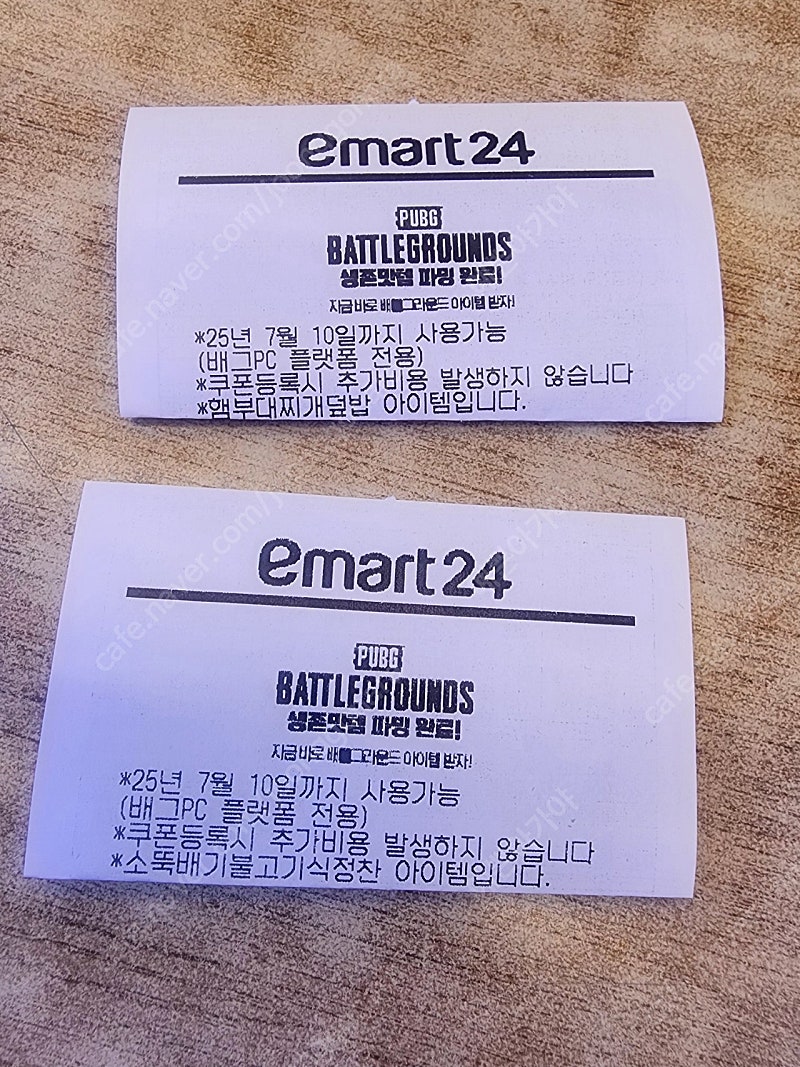 emart24
PUBG
BATTLEGROUNDS
생존맛템 파밍 완료!
지금 바로 배그라운드 아이템 받자!
*25년 7월 10일까지 사용가능
(배그PC 플랫폼 전용)
*쿠폰등록시 추가비용 발생하지 않습니다
*햄부대찌개덮밥 아이템입니다.
emart24
PUBG
BATTLEGROUNDS
생존맛템 파밍 완료!
지금 바로 배그라운드 아이템 받자!
*25년 7월 10일까지 사용가능
(배그PC 플랫폼 전용)
*쿠폰등록시 추가비용 발생하지 않습니다
*소뚝배기불고기식정찬 아이템입니다.